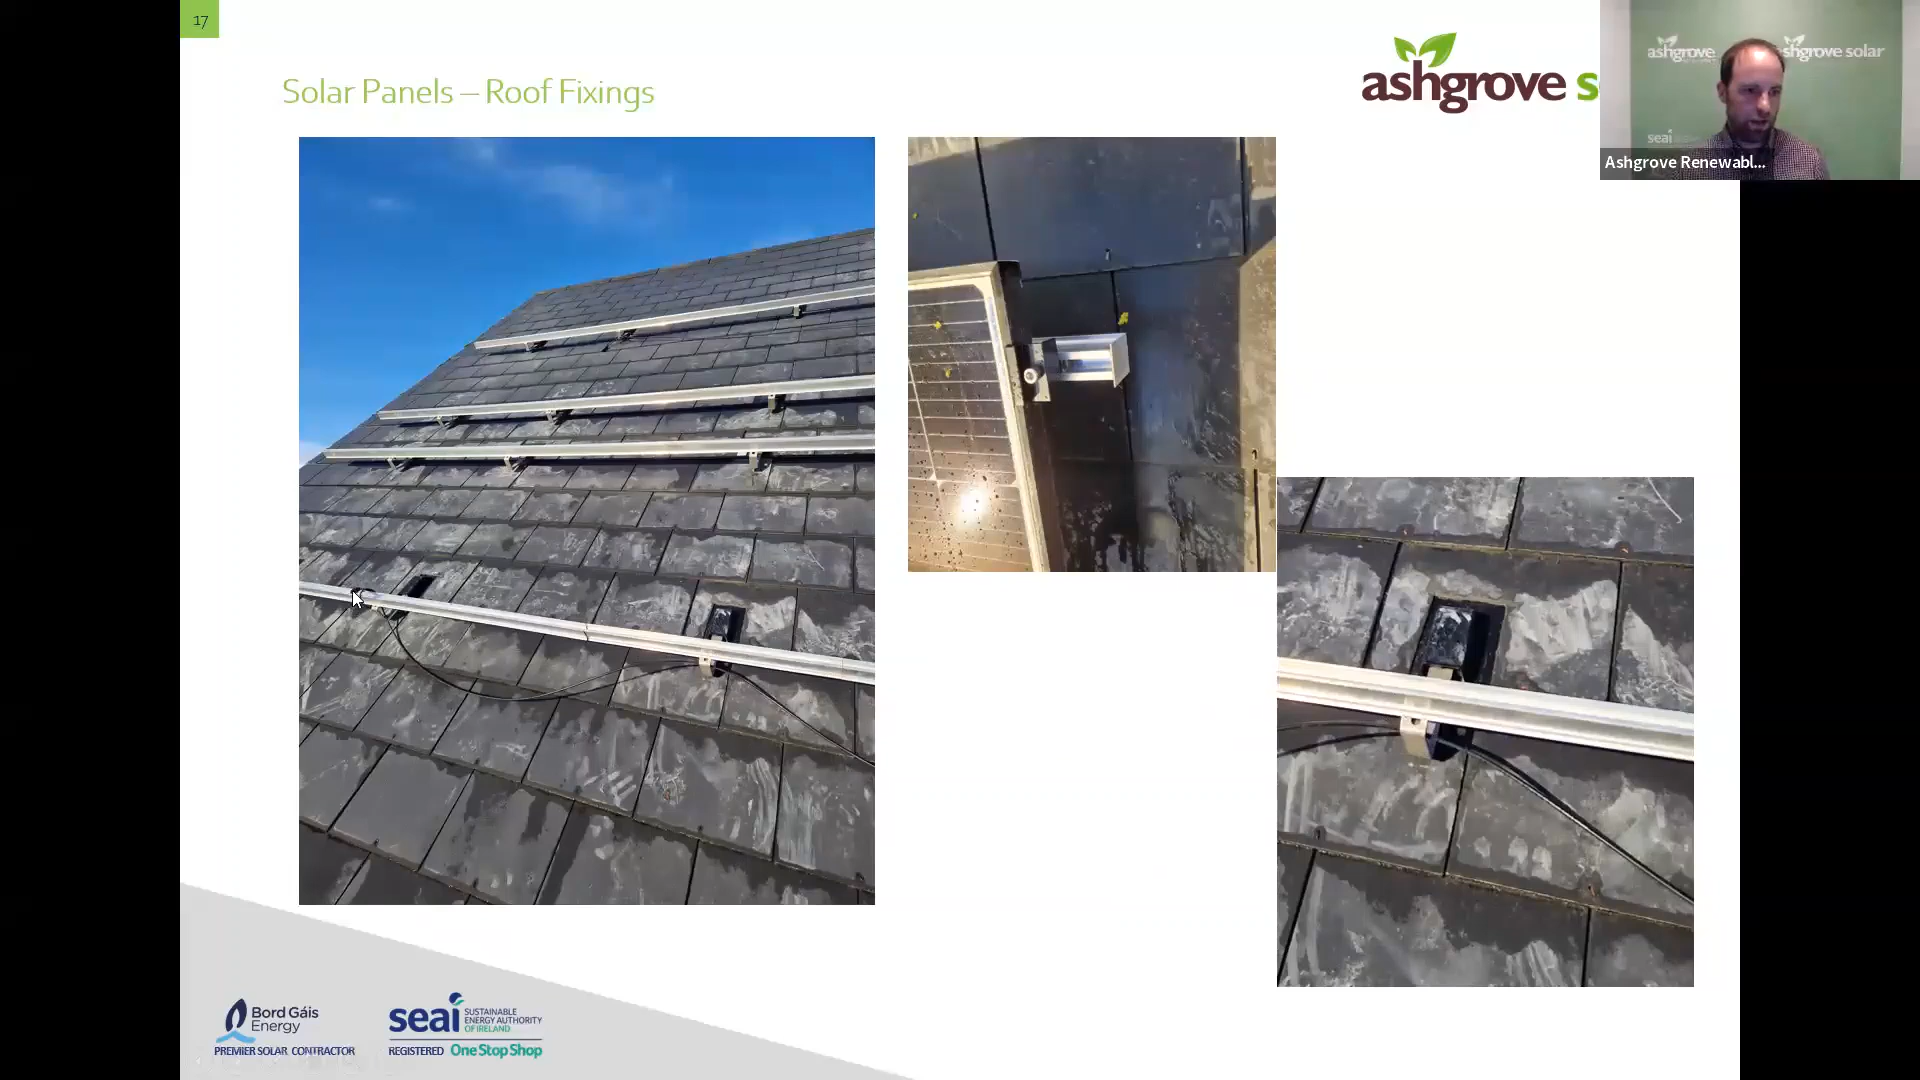 17
Solar Panels – Roof Fixings
ashgrove s
ashgrove
ashgrove solar
seai
Ashgrove Renewabl...
Bord Gáis
Energy
PREMIER SOLAR CONTRACTOR
seai SUSTAINABLE
ENERGY AUTHORITY
OF IRELAND
REGISTERED One Stop Shop